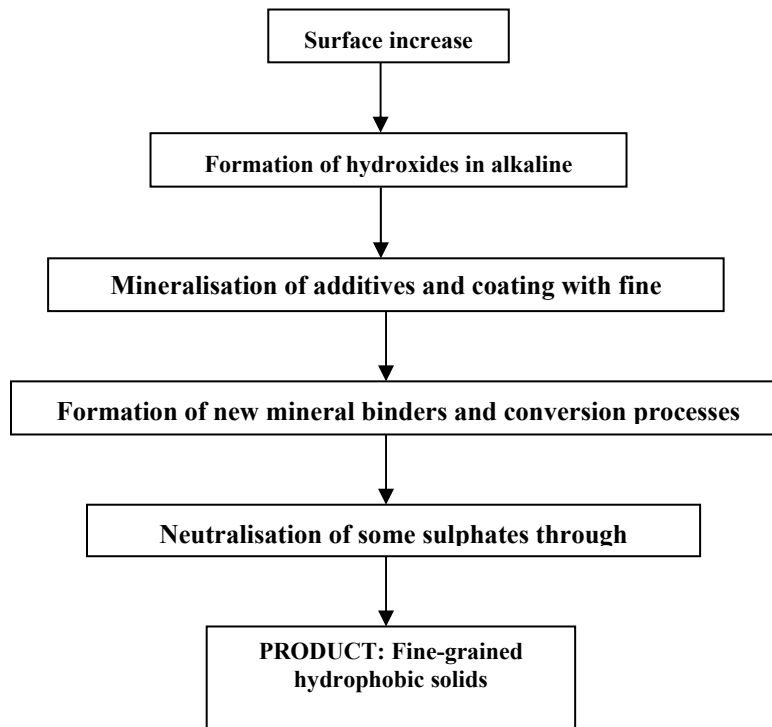 Surface increase
Formation of hydroxides in alkaline
Mineralisation of additives and coating with fine
Formation of new mineral binders and conversion processes
Neutralisation of some sulphates through
PRODUCT: Fine-grained
hydrophobic solids